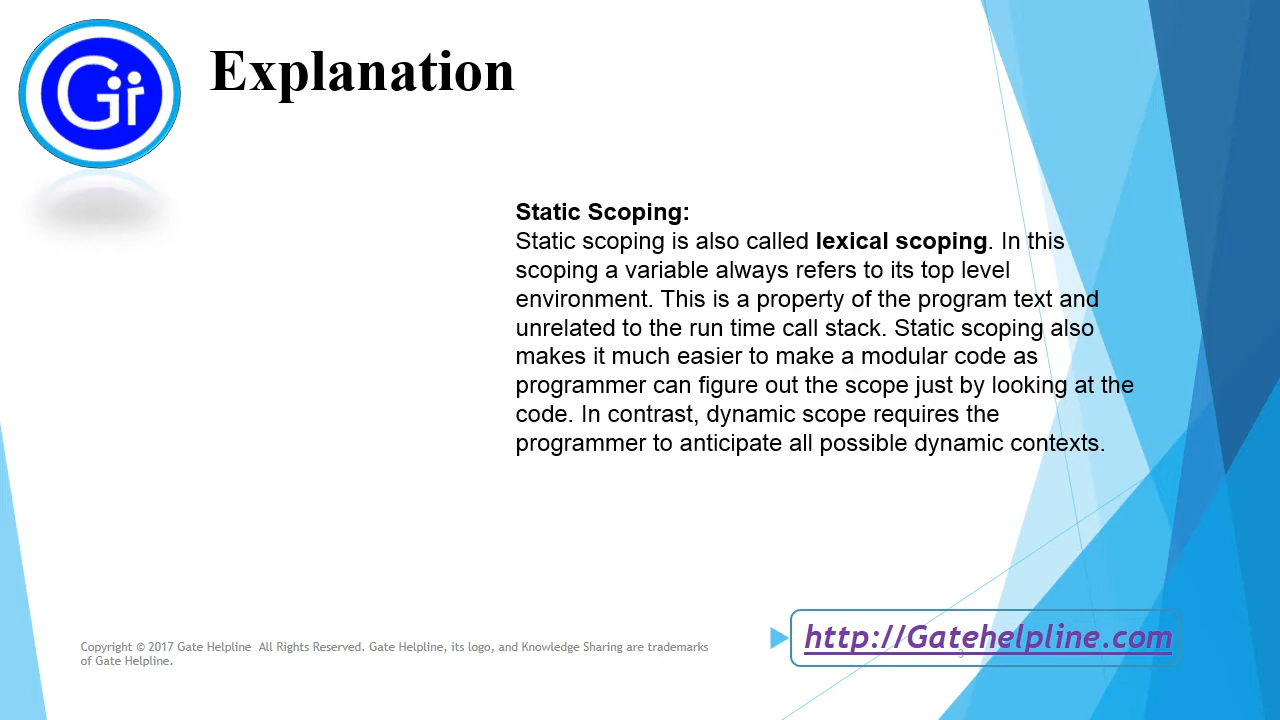 Gi
Explanation
Static Scoping:
Static scoping is also called lexical scoping. In this
scoping a variable always refers to its top level
environment. This is a property of the program text and
unrelated to the run time call stack. Static scoping also
makes it much easier to make a modular code as
programmer can figure out the scope just by looking at the
code. In contrast, dynamic scope requires the
programmer to anticipate all possible dynamic contexts.
Copyright © 2017 Gate Helpline All Rights Reserved. Gate Helpline, its logo, and Knowledge Sharing are trademarks
of Gate Helpline.
http://Gatehelpline.com
3